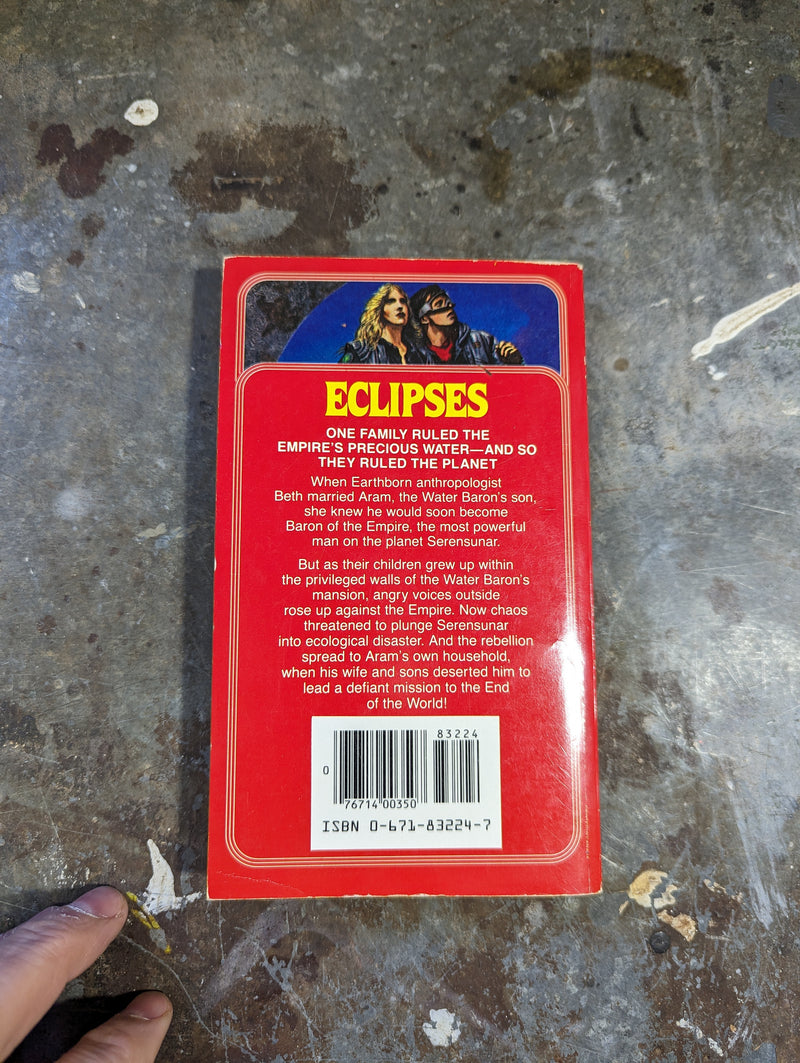 ECLIPSES
ONE FAMILY RULED THE
EMPIRE'S PRECIOUS WATER—AND SO
THEY RULED THE PLANET
When Earthborn anthropologist
Beth married Aram, the Water Baron's son,
she knew he would soon become
Baron of the Empire, the most powerful
man on the planet Serensunar.
But as their children grew up within
the privileged walls of the Water Baron's
mansion, angry voices outside
rose up against the Empire. Now chaos
threatened to plunge Serensunar
into ecological disaster. And the rebellion
spread to Aram's own household,
when his wife and sons deserted him to
lead a defiant mission to the End
of the World!
83224
0
76714 00350
ISBN 0-671-83224-7